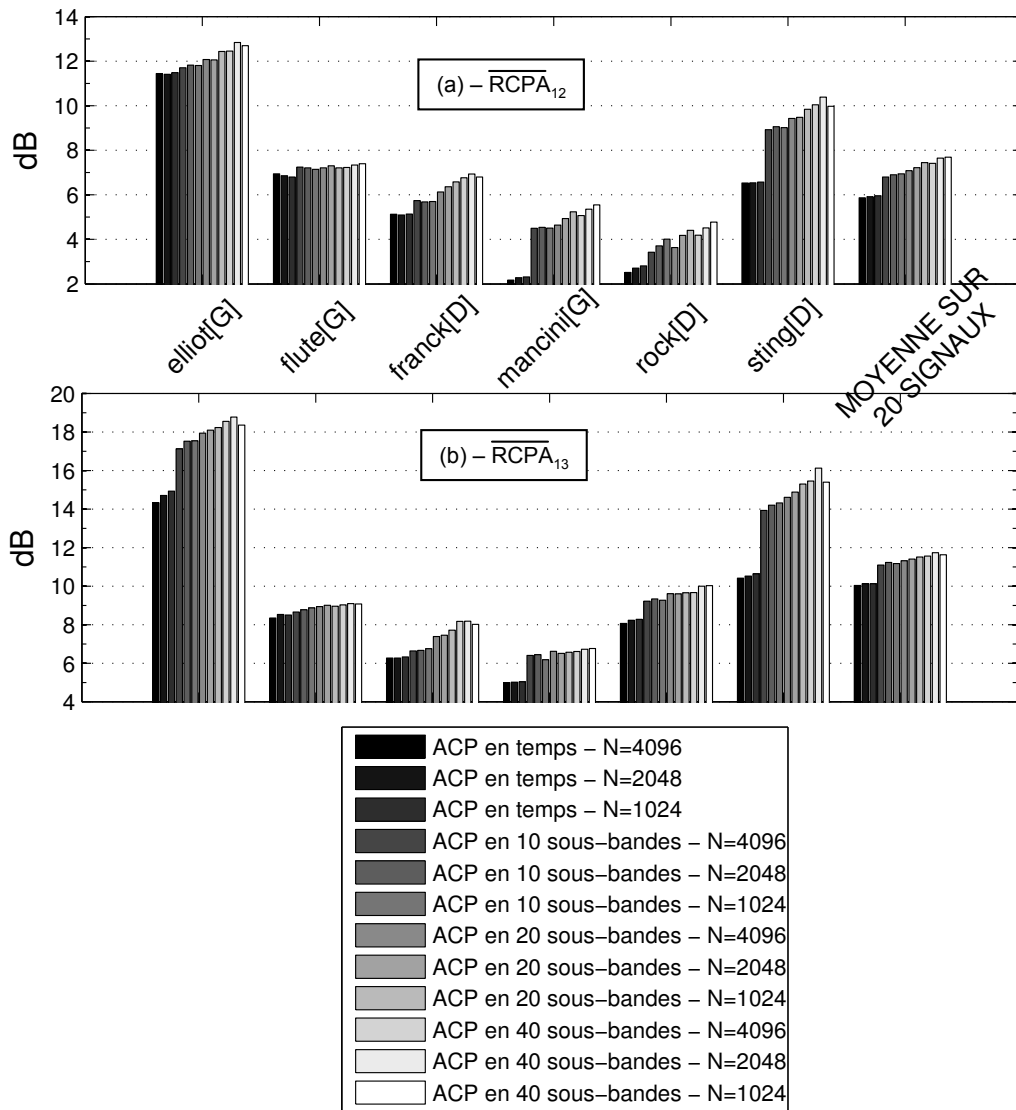 14
12
10
8
6
4
2
dB
(a) – RCPA12
elliot[G]
flute[G]
franck[D]
mancini[G]
rock[D]
sting[D]
MOYENNE SUR
20 SIGNAUX
20
18
16
14
12
10
8
6
4
dB
(b) – RCPA13
ACP en temps – N=4096
ACP en temps – N=2048
ACP en temps – N=1024
ACP en 10 sous−bandes – N=4096
ACP en 10 sous−bandes – N=2048
ACP en 10 sous−bandes – N=1024
ACP en 20 sous−bandes – N=4096
ACP en 20 sous−bandes – N=2048
ACP en 20 sous−bandes – N=1024
ACP en 40 sous−bandes – N=4096
ACP en 40 sous−bandes – N=2048
ACP en 40 sous−bandes – N=1024